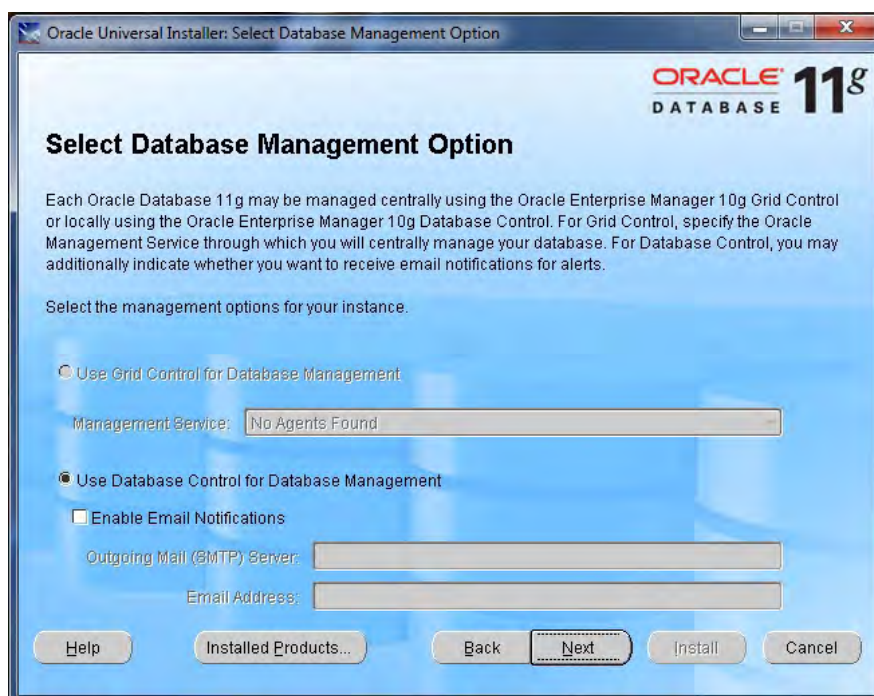 Oracle Universal Installer: Select Database Management Option
ORACLE
DATABASE 11g
Select Database Management Option
Each Oracle Database 11g may be managed centrally using the Oracle Enterprise Manager 10g Grid Control
or locally using the Oracle Enterprise Manager 10g Database Control. For Grid Control, specify the Oracle
Management Service through which you will centrally manage your database. For Database Control, you may
additionally indicate whether you want to receive email notifications for alerts.
Select the management options for your instance.
Use Grid Control for Database Management
Management Service: No Agents Found
Use Database Control for Database Management
Enable Email Notifications
Outgoing Mail (SMTP) Server:
Email Address:
Help Installed Products... Back Next Install Cancel